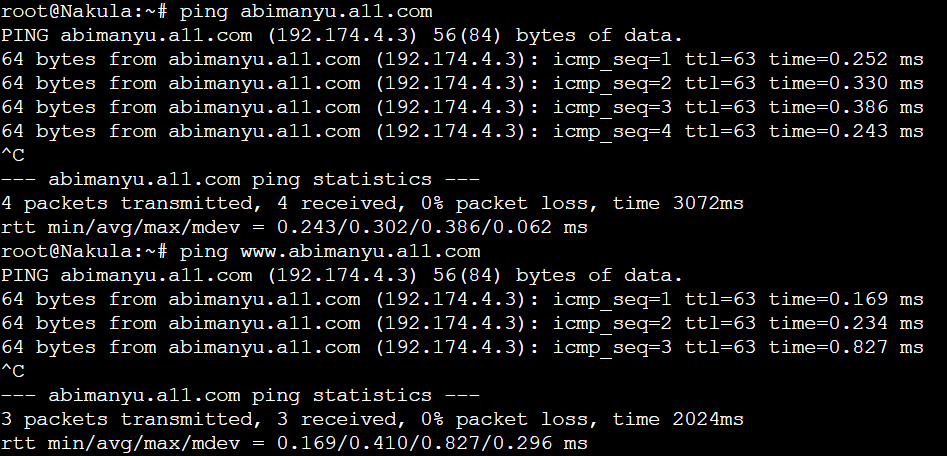 root@Nakula:~# ping abimanyu.a11.com
PING abimanyu.a11.com (192.174.4.3) 56(84) bytes of data.
64 bytes from abimanyu.a11.com (192.174.4.3): icmp_seq=1 ttl=63 time=0.252 ms
64 bytes from abimanyu.a11.com (192.174.4.3): icmp_seq=2 ttl=63 time=0.330 ms
64 bytes from abimanyu.a11.com (192.174.4.3): icmp_seq=3 ttl=63 time=0.386 ms
64 bytes from abimanyu.a11.com (192.174.4.3): icmp_seq=4 ttl=63 time=0.243 ms
^C
--- abimanyu.a11.com ping statistics ---
4 packets transmitted, 4 received, 0% packet loss, time 3072ms
rtt min/avg/max/mdev = 0.243/0.302/0.386/0.062 ms
root@Nakula:~# ping www.abimanyu.a11.com
PING abimanyu.a11.com (192.174.4.3) 56(84) bytes of data.
64 bytes from abimanyu.a11.com (192.174.4.3): icmp_seq=1 ttl=63 time=0.169 ms
64 bytes from abimanyu.a11.com (192.174.4.3): icmp_seq=2 ttl=63 time=0.234 ms
64 bytes from abimanyu.a11.com (192.174.4.3): icmp_seq=3 ttl=63 time=0.827 ms
^C
--- abimanyu.a11.com ping statistics ---
3 packets transmitted, 3 received, 0% packet loss, time 2024ms
rtt min/avg/max/mdev = 0.169/0.410/0.827/0.296 ms